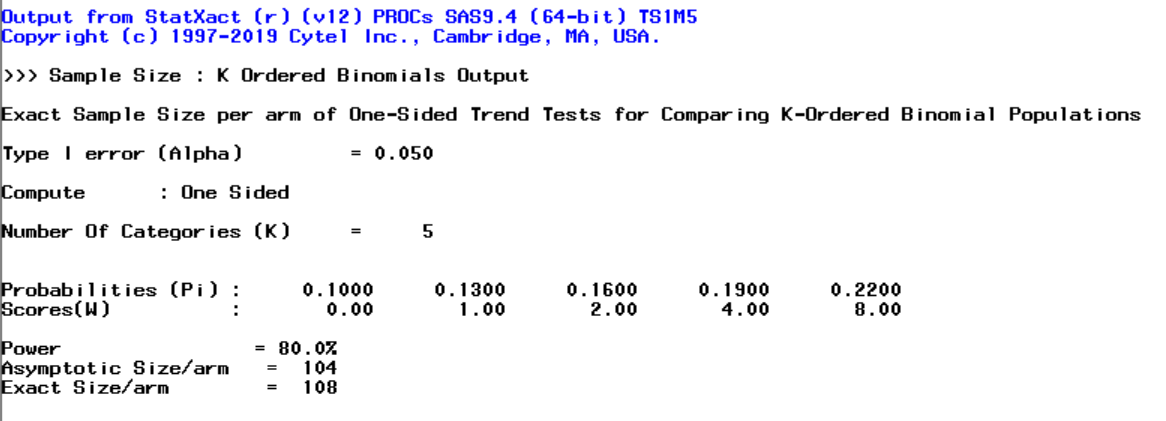 Output from StatXact (r) (v12) PROCs SAS9.4 (64-bit) TS1M5
Copyright (c) 1997-2019 Cytel Inc., Cambridge, MA, USA.
>>> Sample Size : K Ordered Binomials Output
Exact Sample Size per arm of One-Sided Trend Tests for Comparing K-Ordered Binomial Populations
Type I error (Alpha) = 0.050
Compute : One Sided
Number Of Categories (K) = 5
Probabilities (Pi) : 0.1000 0.1300 0.1600 0.1900 0.2200
Scores(W) : 0.00 1.00 2.00 4.00 8.00
Power = 80.0%
Asymptotic Size/arm = 104
Exact Size/arm = 108